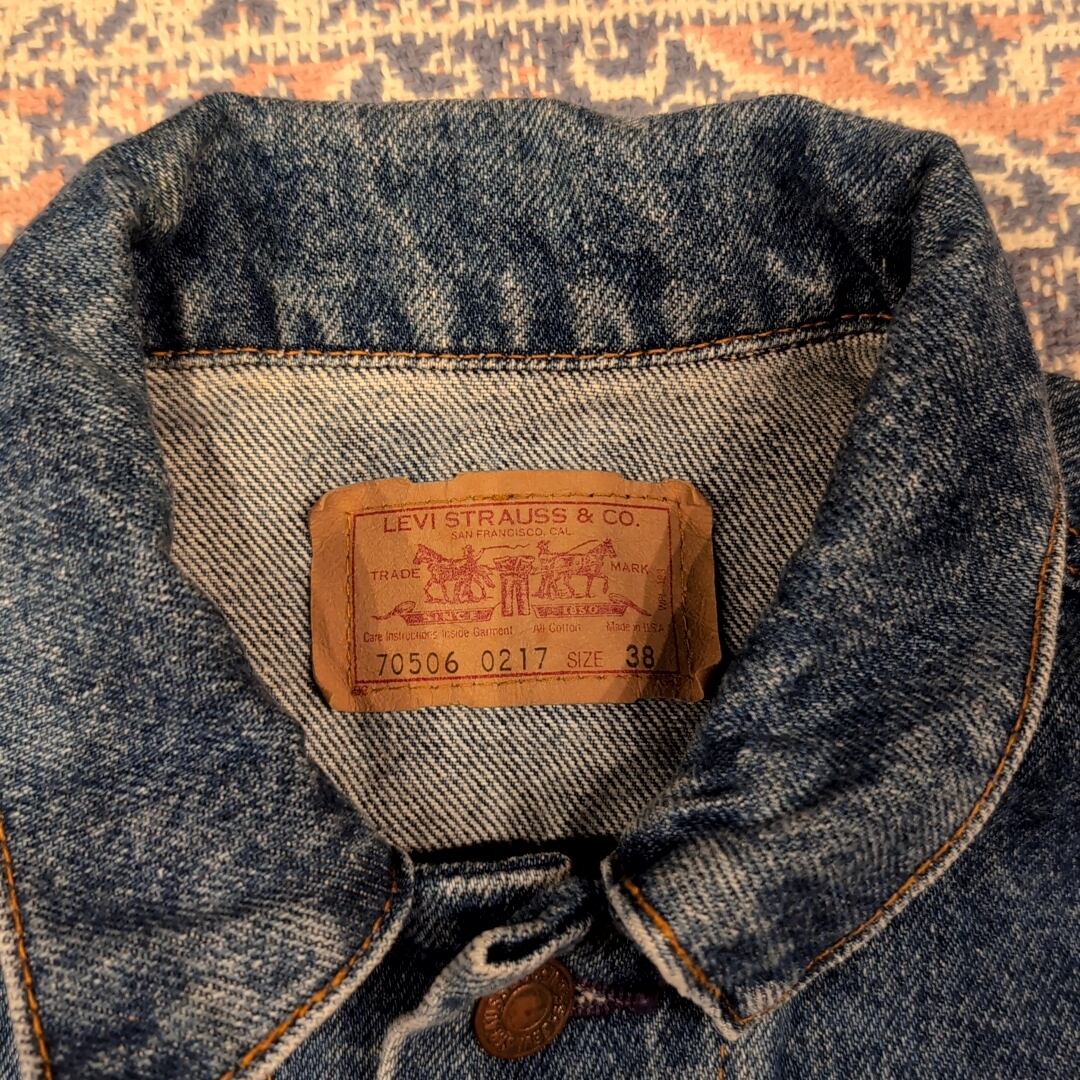 LEVI STRAUSS & CO.
SAN FRANCISCO, CAL
TRADE MARK
SINCE 1850
Care Instructions Inside Garment All Cotton Made in U.S.A
70506 0217 SIZE 38